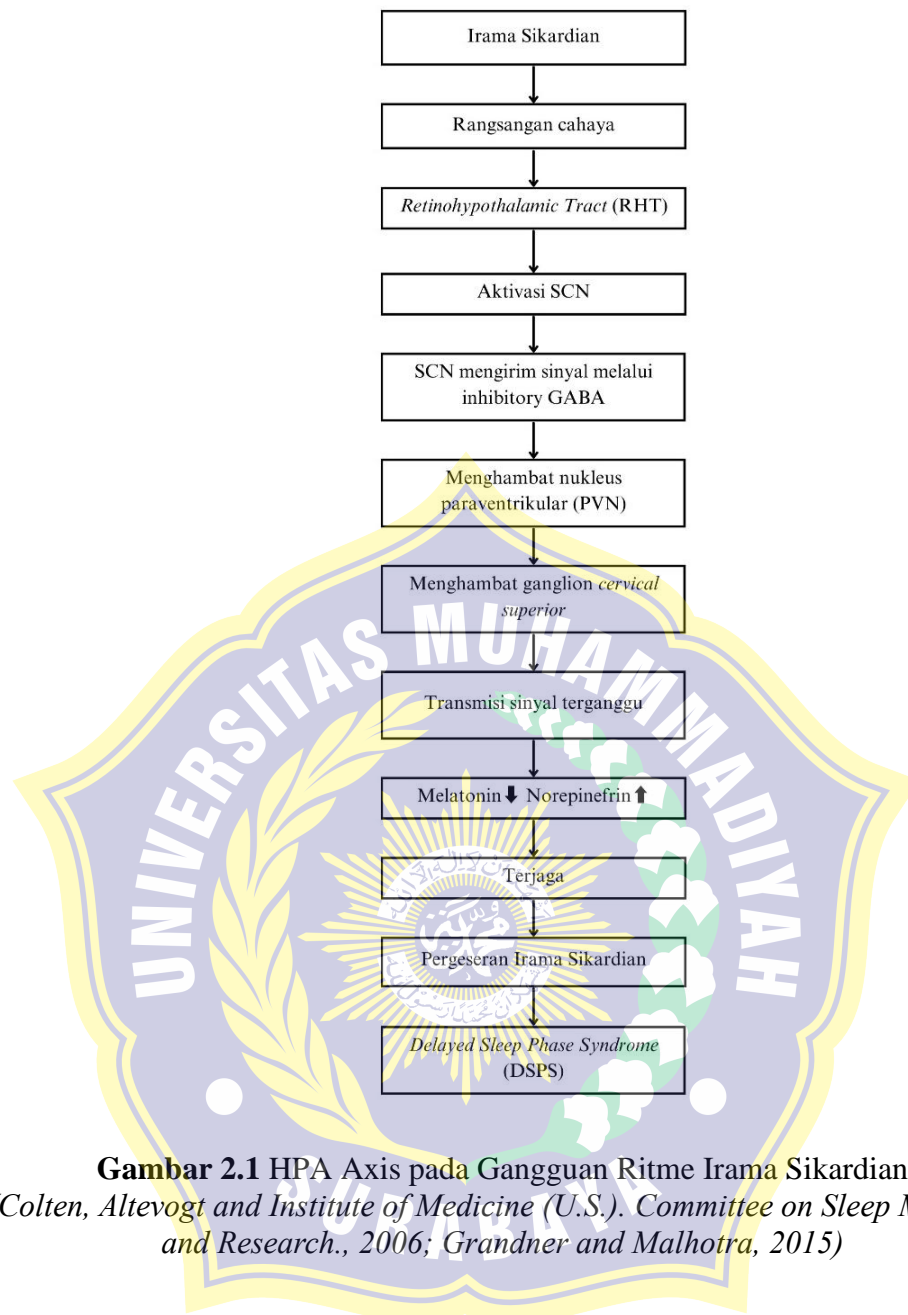 Irama Sikardian
Rangsangan cahaya
Retinohypothalamic Tract (RHT)
Aktivasi SCN
SCN mengirim sinyal melalui
inhibitory GABA
Menghambat nukleus
paraventrikular (PVN)
Menghambat ganglion cervical
superior
Transmisi sinyal terganggu
Melatonin⬇ Norepinefrin⬆
Terjaga
Pergeseran Irama Sikardian
Delayed Sleep Phase Syndrome
(DSPS)
UNIVERSITAS MUHAMMADIYAH
SURABAYA
Gambar 2.1 HPA Axis pada Gangguan Ritme Irama Sikardian
(Colten, Altevogt and Institute of Medicine (U.S.). Committee on Sleep
and Research., 2006; Grandner and Malhotra, 2015)